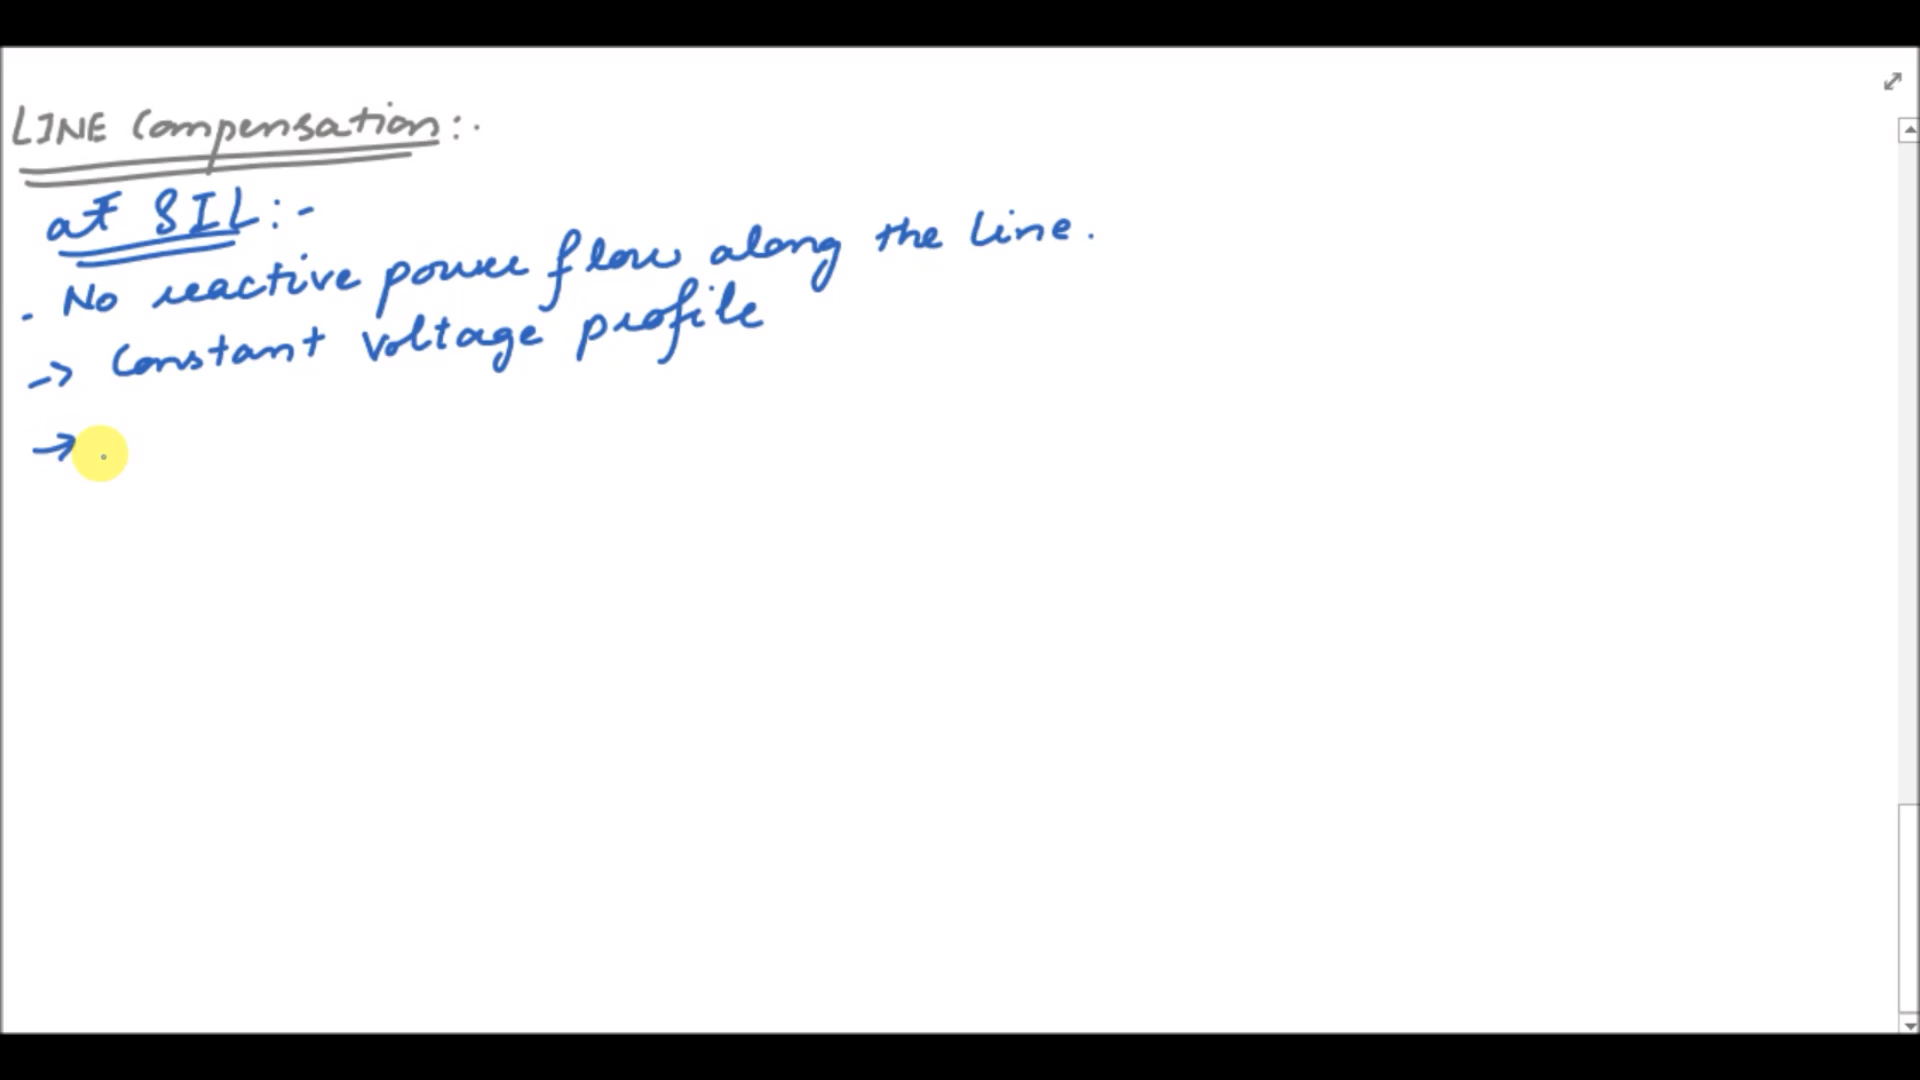 LINE Compensation:-
at SIL:-
. No reactive power flow along the line.
-> Constant voltage profile
→